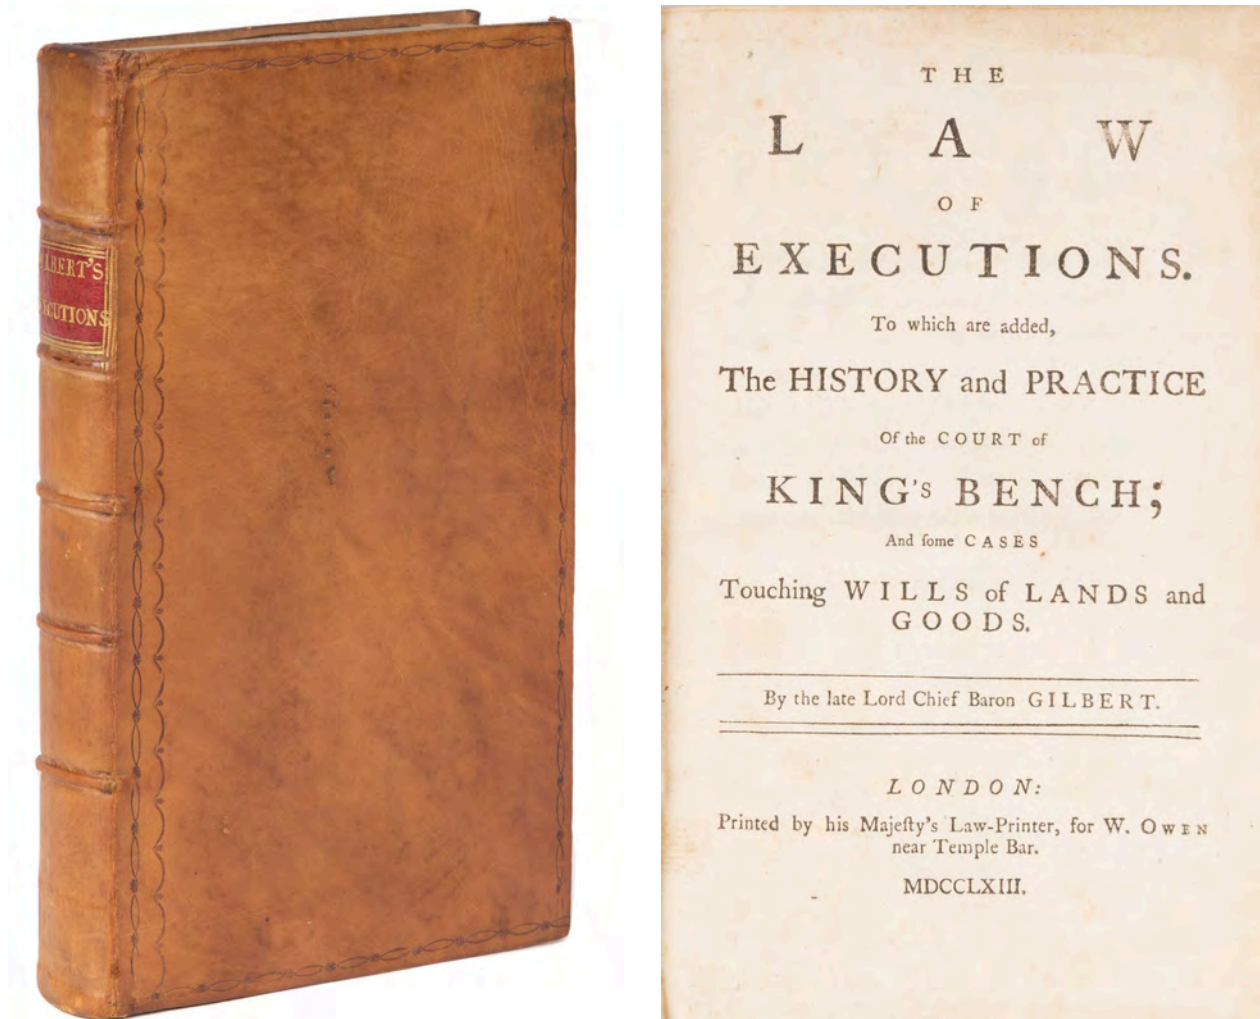 EXECUTIONS
THE
LAW
OF
EXECUTIONS.
To which are added,
The HISTORY and PRACTICE
Of the COURT of
KING's BENCH;
And ſome CASES
Touching WILLS of LANDS and
GOODS.
By the late Lord Chief Baron GILBERT.
LONDON:
Printed by his Majeſty's Law-Printer, for W. OWEN
near Temple Bar.
MDCCLXIII.